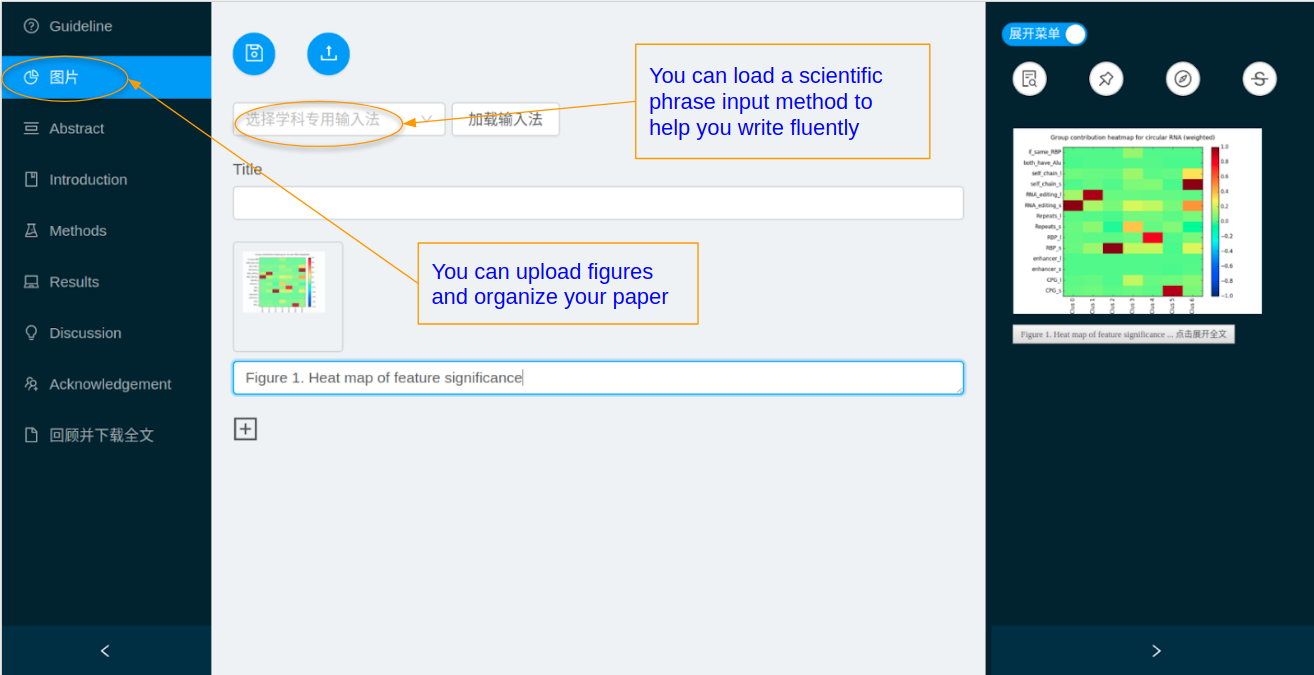 Guideline
图片
Abstract
Introduction
Methods
Results
Discussion
Acknowledgement
回顾并下载全文
选择学科专用输入法
加载输入法
You can load a scientific
phrase input method to
help you write fluently
Title
You can upload figures
and organize your paper
Figure 1. Heat map of feature significance
展开菜单
Group contribution heatmap for circular RNA (weighted)
if_same_RBP
both_have_Alu
self_chain_l
self_chain_s
RNA_editing_l
RNA_editing_s
Repeats_l
Repeats_s
RBP_l
RBP_s
enhancer_l
enhancer_s
CPG_l
CPG_s
Clus 0
Clus 1
Clus 2
Clus 3
Clus 4
Clus 5
Clus 6
1.0
0.8
0.6
0.4
0.2
0.0
−0.2
−0.4
−0.6
−0.8
−1.0
Figure 1. Heat map of feature significance ... 点击展开全文